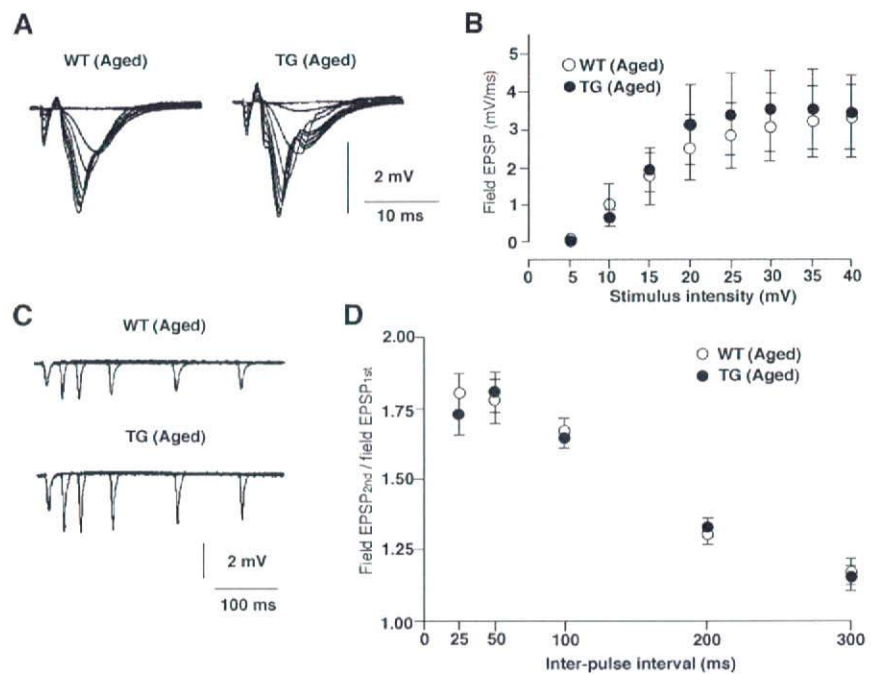 A
WT (Aged)
TG (Aged)
2 mV
10 ms
B
Field EPSP (mV/ms)
5
4
3
2
1
0
WT (Aged)
TG (Aged)
0 5 10 15 20 25 30 35 40
Stimulus intensity (mV)
C
WT (Aged)
TG (Aged)
2 mV
100 ms
D
Field EPSP2nd / field EPSP1st
2.00
1.75
1.50
1.25
1.00
WT (Aged)
TG (Aged)
0 25 50 100 200 300
Inter-pulse interval (ms)